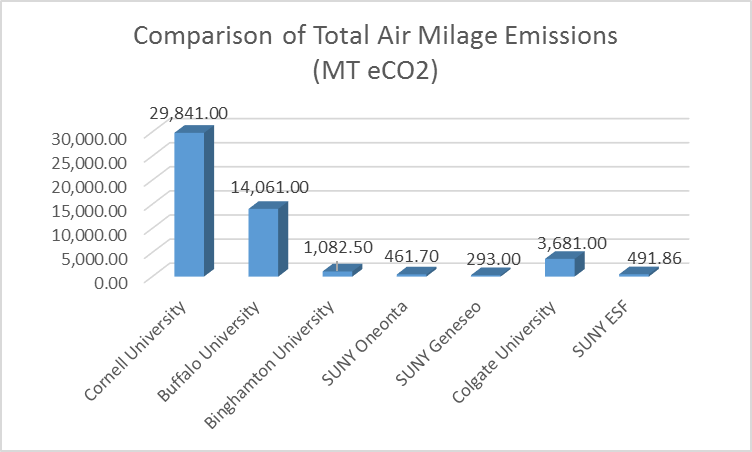 Comparison of Total Air Milage Emissions
(MT eCO2)
29,841.00
14,061.00
1,082.50
461.70
293.00
3,681.00
491.86
30,000.00
25,000.00
20,000.00
15,000.00
10,000.00
5,000.00
0.00
Cornell University
Buffalo University
Binghamton University
SUNY Oneonta
SUNY Geneseo
Colgate University
SUNY ESF